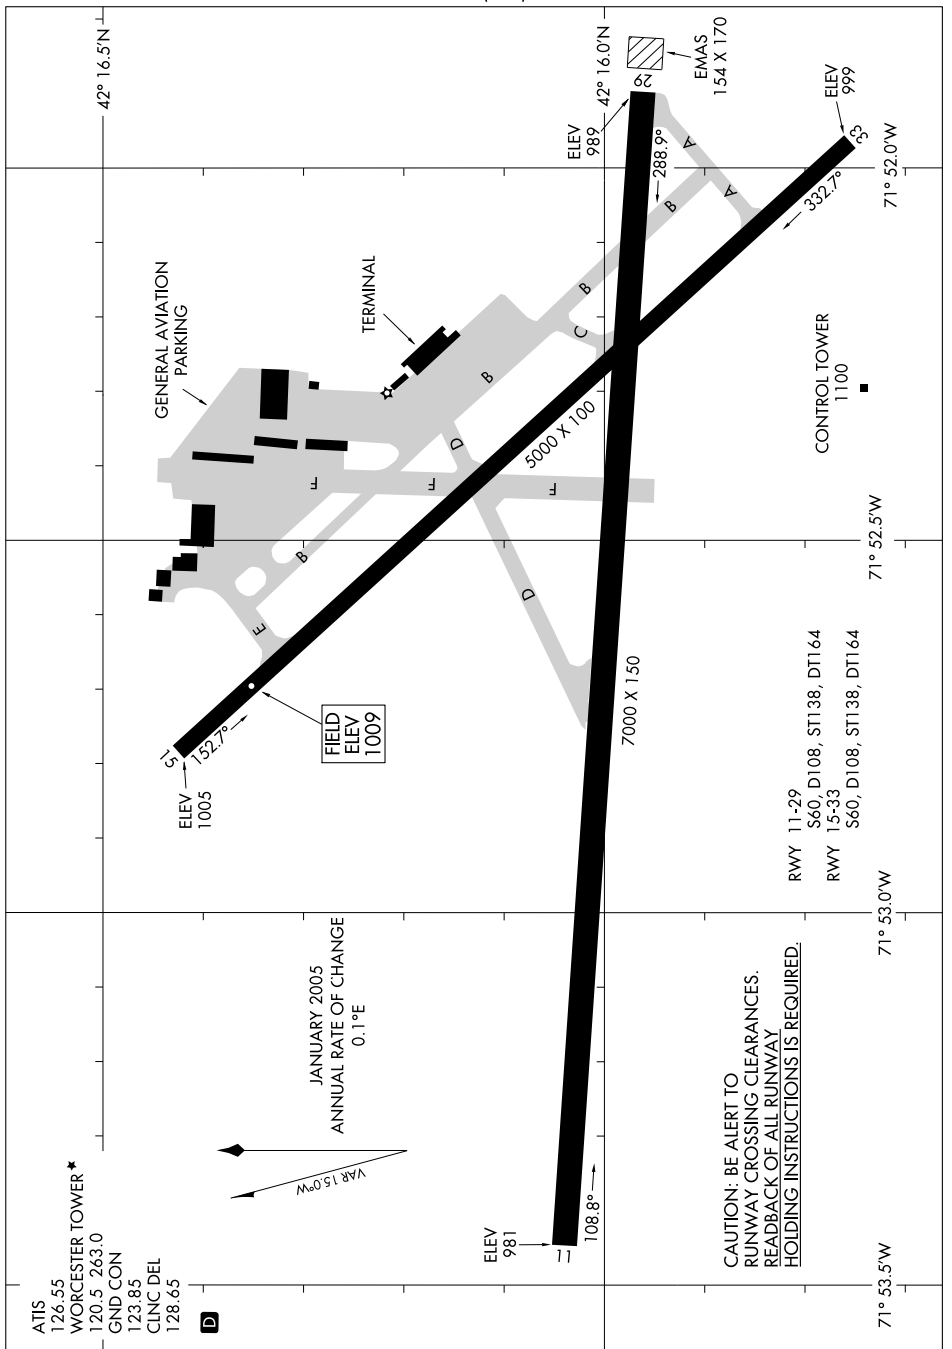 ATIS
126.55
WORCESTER TOWER★
120.5 263.0
GND CON
123.85
CLNC DEL
128.65
D
VAR 15.0°W
JANUARY 2005
ANNUAL RATE OF CHANGE
0.1°E
42° 16.5'N
42° 16.0'N
71° 53.5'W
71° 53.0'W
71° 52.5'W
71° 52.0'W
GENERAL AVIATION
PARKING
TERMINAL
ELEV
1005
15
152.7°
FIELD
ELEV
1009
E
B
F
F
F
D
D
B
C
B
B
A
A
5000 X 100
7000 X 150
ELEV
981
11
108.8°
ELEV
989
29
288.9°
EMAS
154 X 170
ELEV
999
33
332.7°
CONTROL TOWER
1100
RWY 11-29
S60, D108, ST138, DT164
RWY 15-33
S60, D108, ST138, DT164
CAUTION: BE ALERT TO
RUNWAY CROSSING CLEARANCES.
READBACK OF ALL RUNWAY
HOLDING INSTRUCTIONS IS REQUIRED.